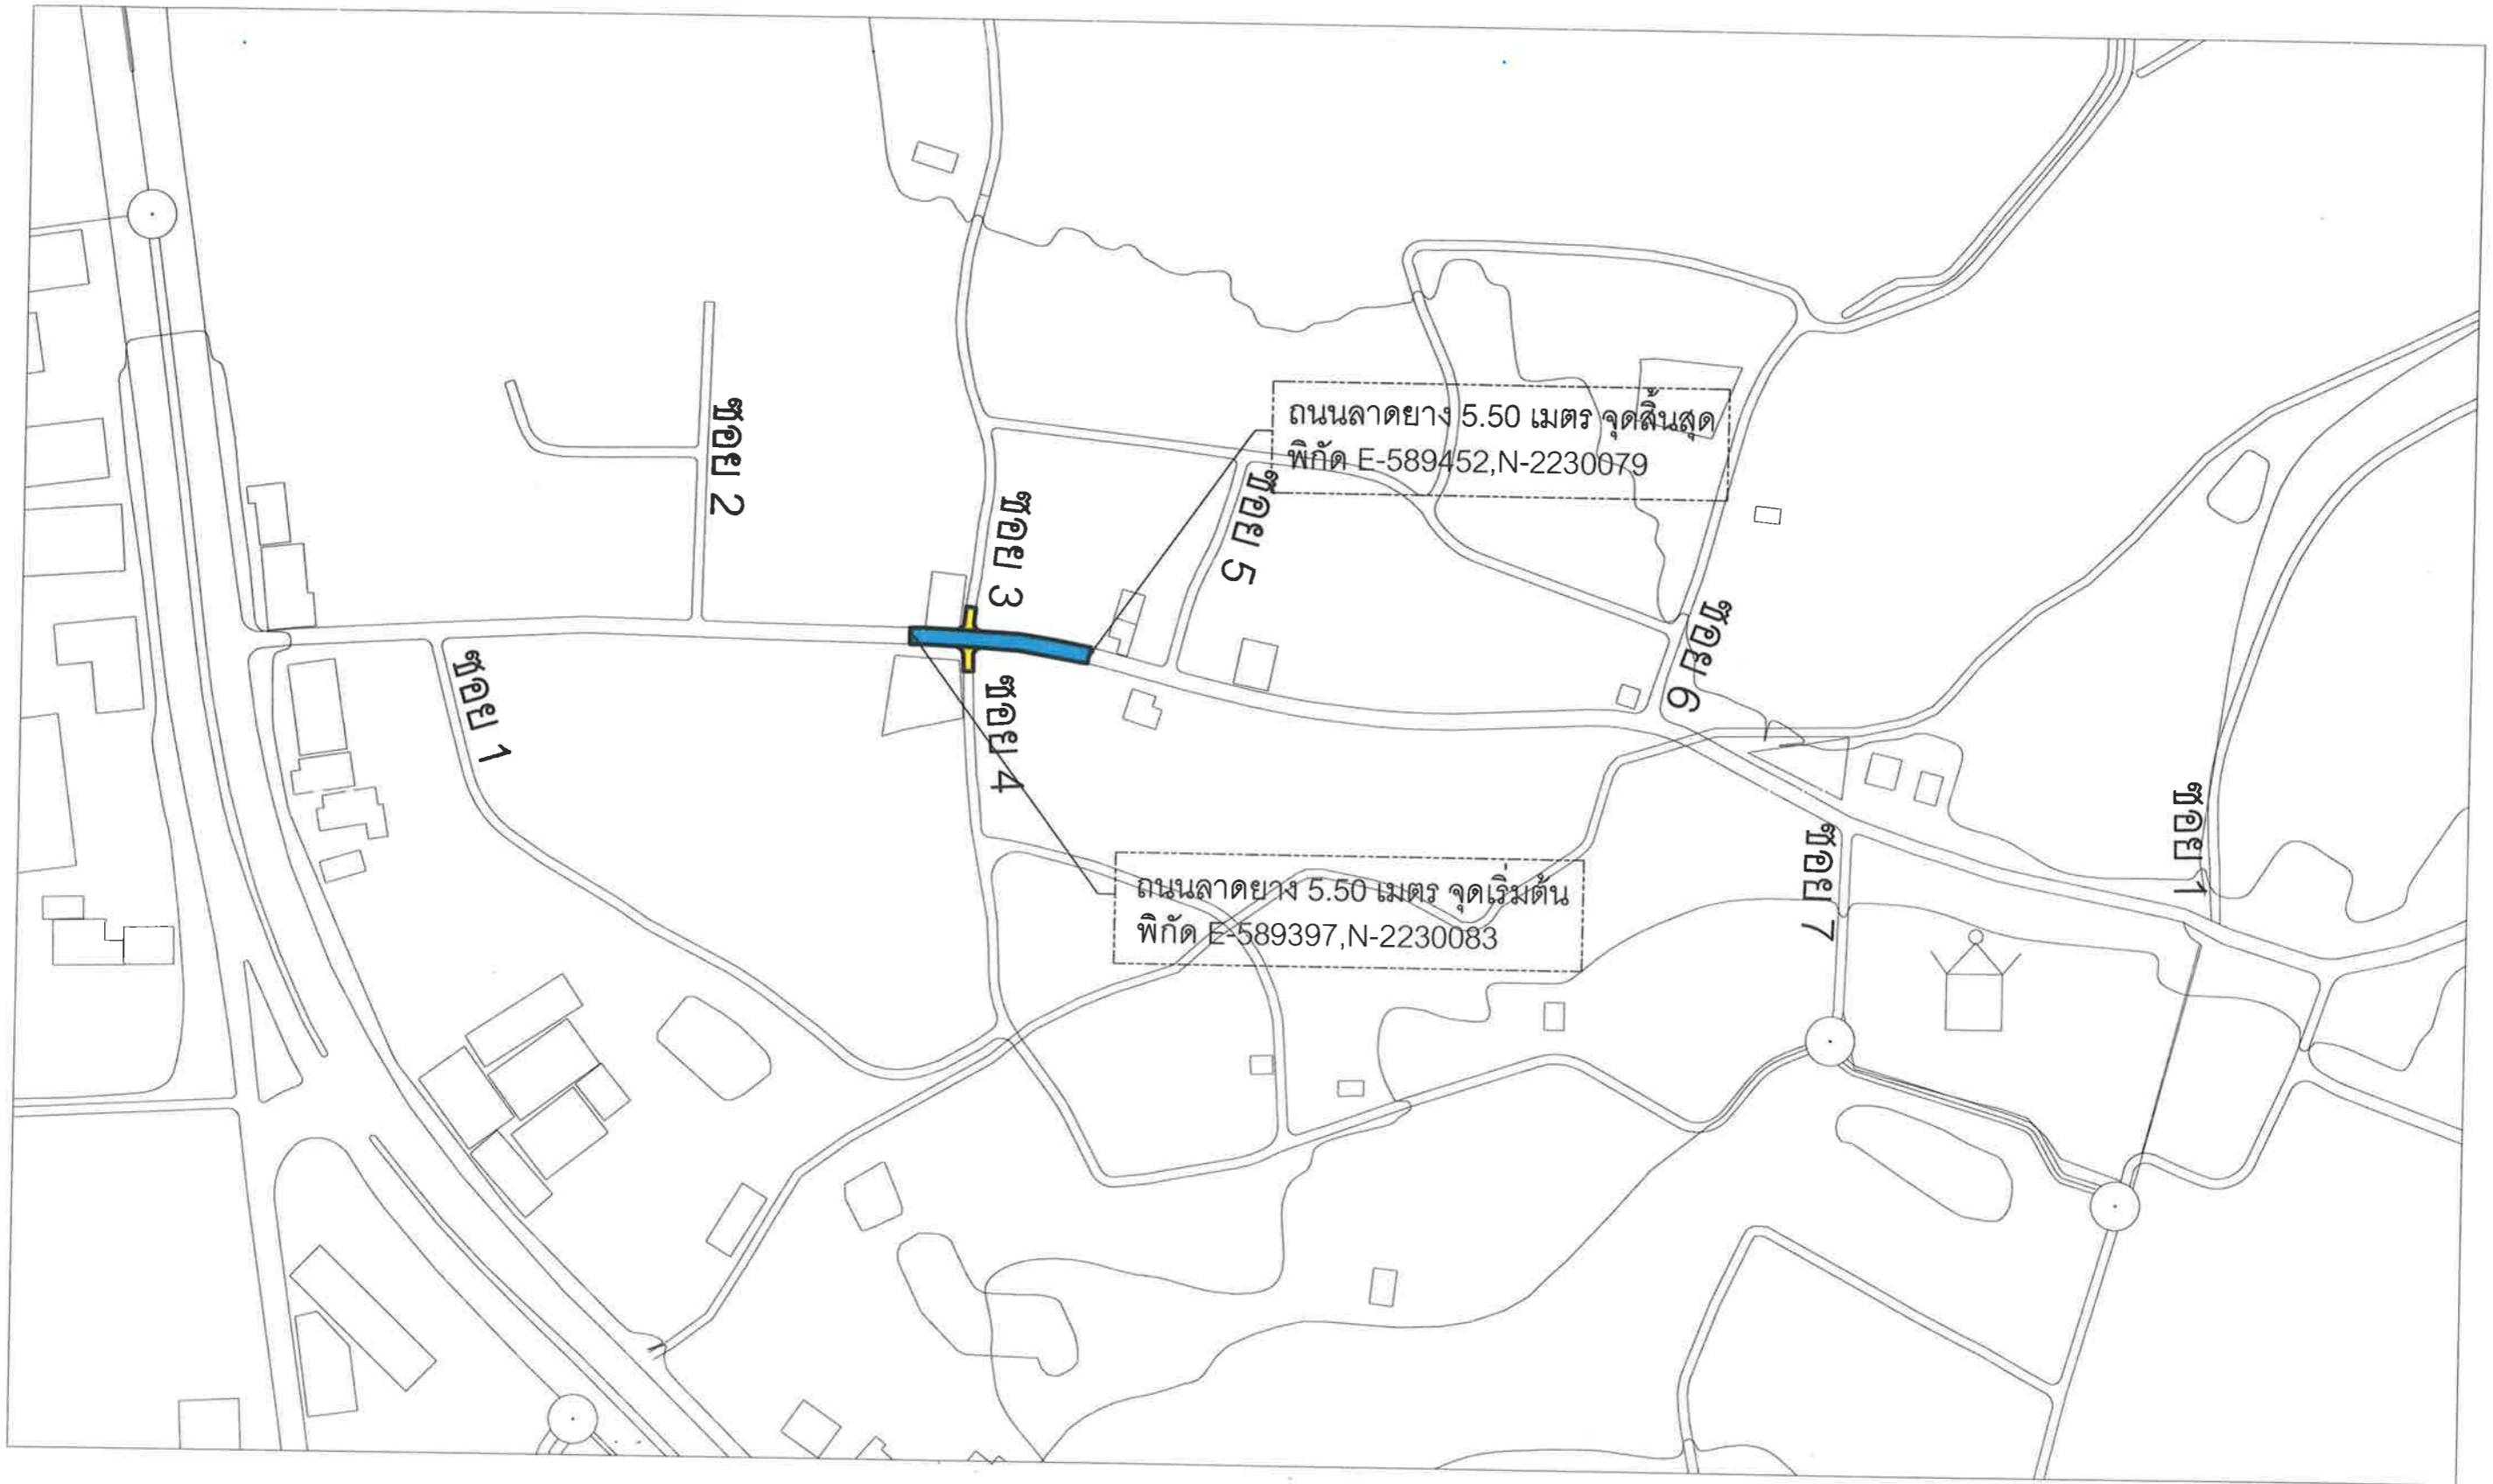 ถนนลาดยาง 5.50 เมตร จุดสิ้นสุด
พิกัด E-589452,N-2230079
ซอย 2
ซอย 3
ซอย 5
ซอย 6
ซอย 1
ซอย 4
ซอย 7
ซอย 1
ถนนลาดยาง 5.50 เมตร จุดเริ่มต้น
พิกัด E-589397,N-2230083